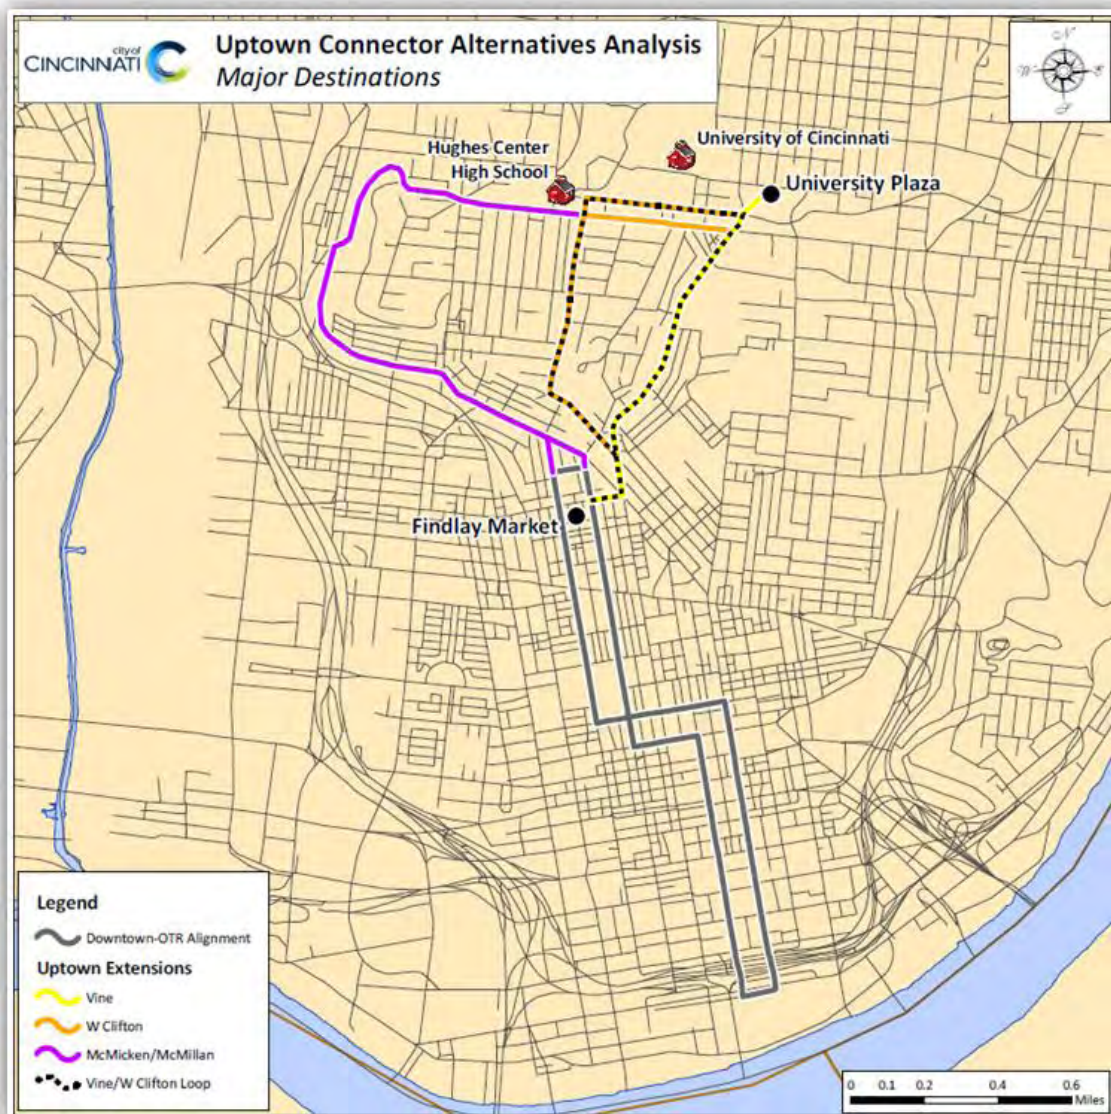 city of
CINCINNATI
Uptown Connector Alternatives Analysis
Major Destinations
N
W E
S
Hughes Center
High School
University of Cincinnati
University Plaza
Findlay Market
Legend
Downtown-OTR Alignment
Uptown Extensions
Vine
W Clifton
McMicken/McMillan
Vine/W Clifton Loop
0 0.1 0.2 0.4 0.6
Miles